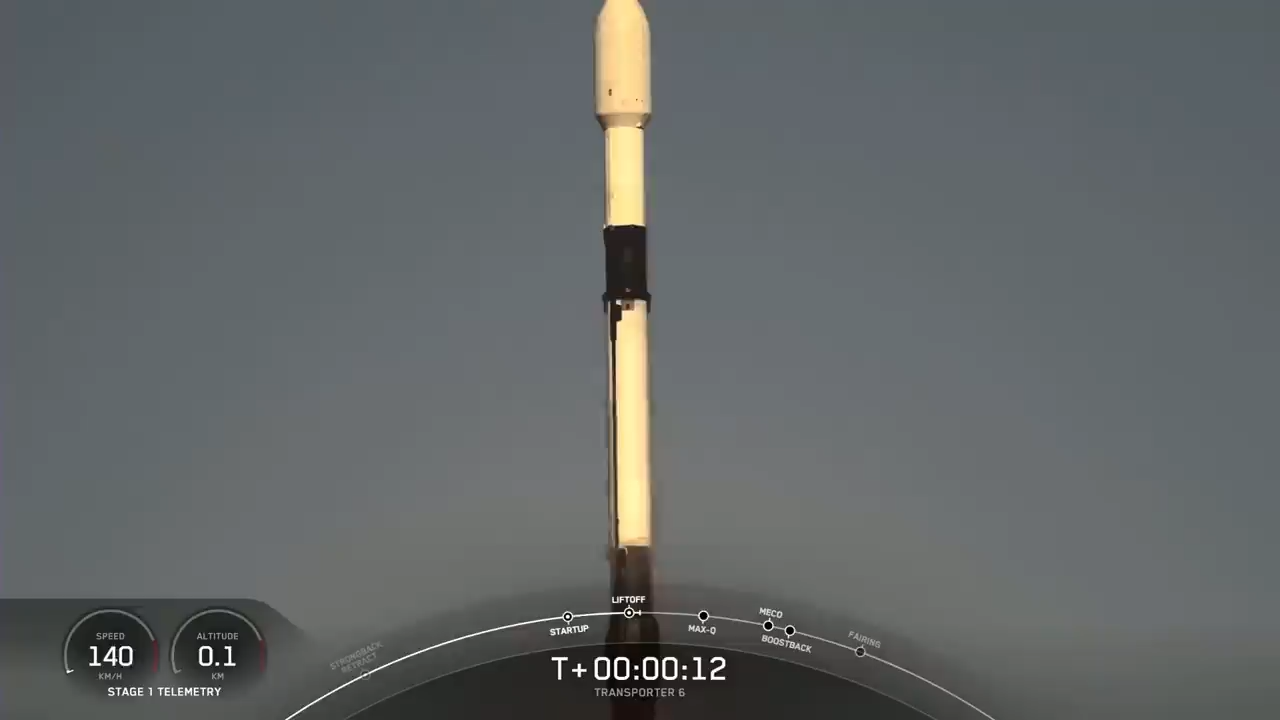 LIFTOFF
MECO
STARTUP
MAX-Q
BOOSTBACK
FAIRING
STRONGBACK
RETRACT
SPEED
140
KM/H
ALTITUDE
0.1
KM
STAGE 1 TELEMETRY
T+00:00:12
TRANSPORTER 6